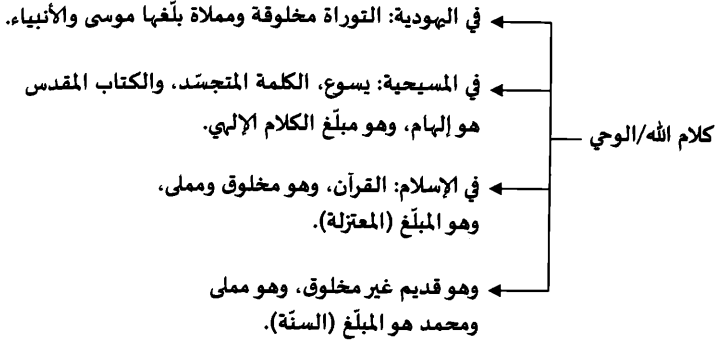 في اليهودية: التوراة مخلوقة ومملاة بلّغها موسى والأنبياء.
في المسيحية: يسوع، الكلمة المتجسّد، والكتاب المقدس
هو إلهام، وهو مبلّغ الكلام الإلهي.
كلام الله/الوحي
في الإسلام: القرآن، وهو مخلوق ومملى،
وهو المبلّغ (المعتزلة).
وهو قديم غير مخلوق، وهو مملى
ومحمد هو المبلّغ (السنّة).